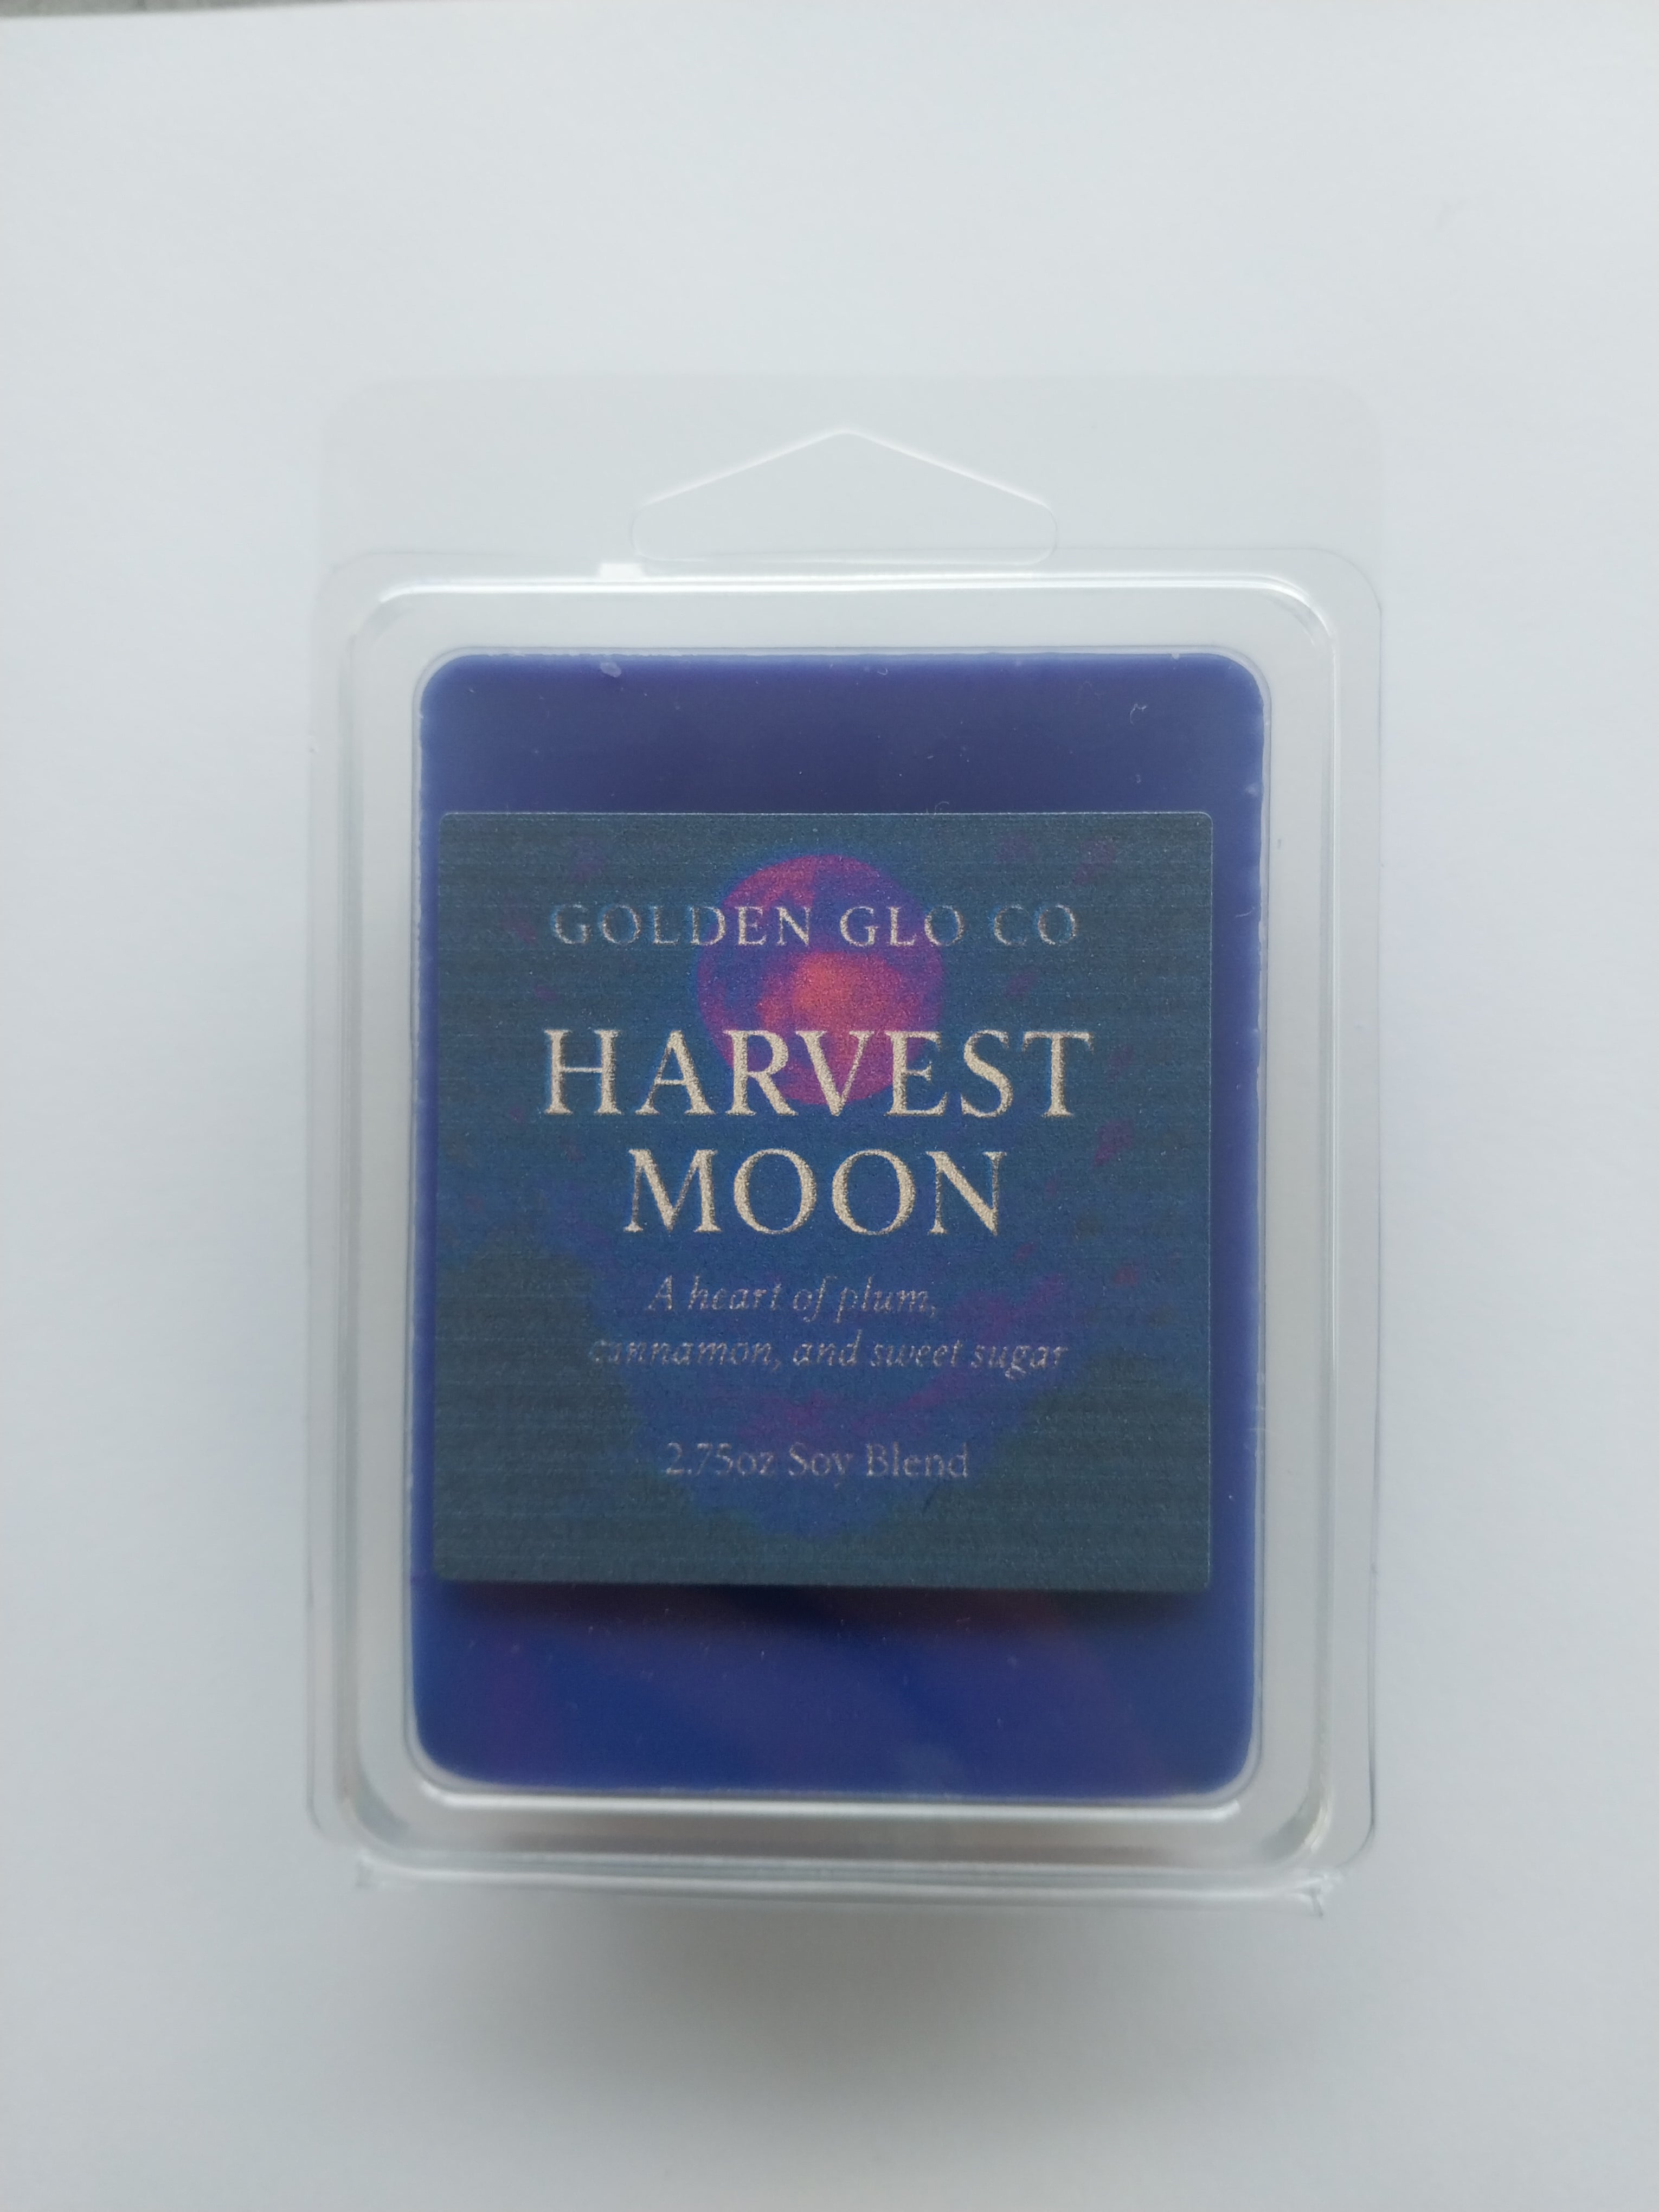 GOLDEN GLO CO
HARVEST
MOON
A heart of plum,
cinnamon, and sweet sugar
2.75oz Soy Blend